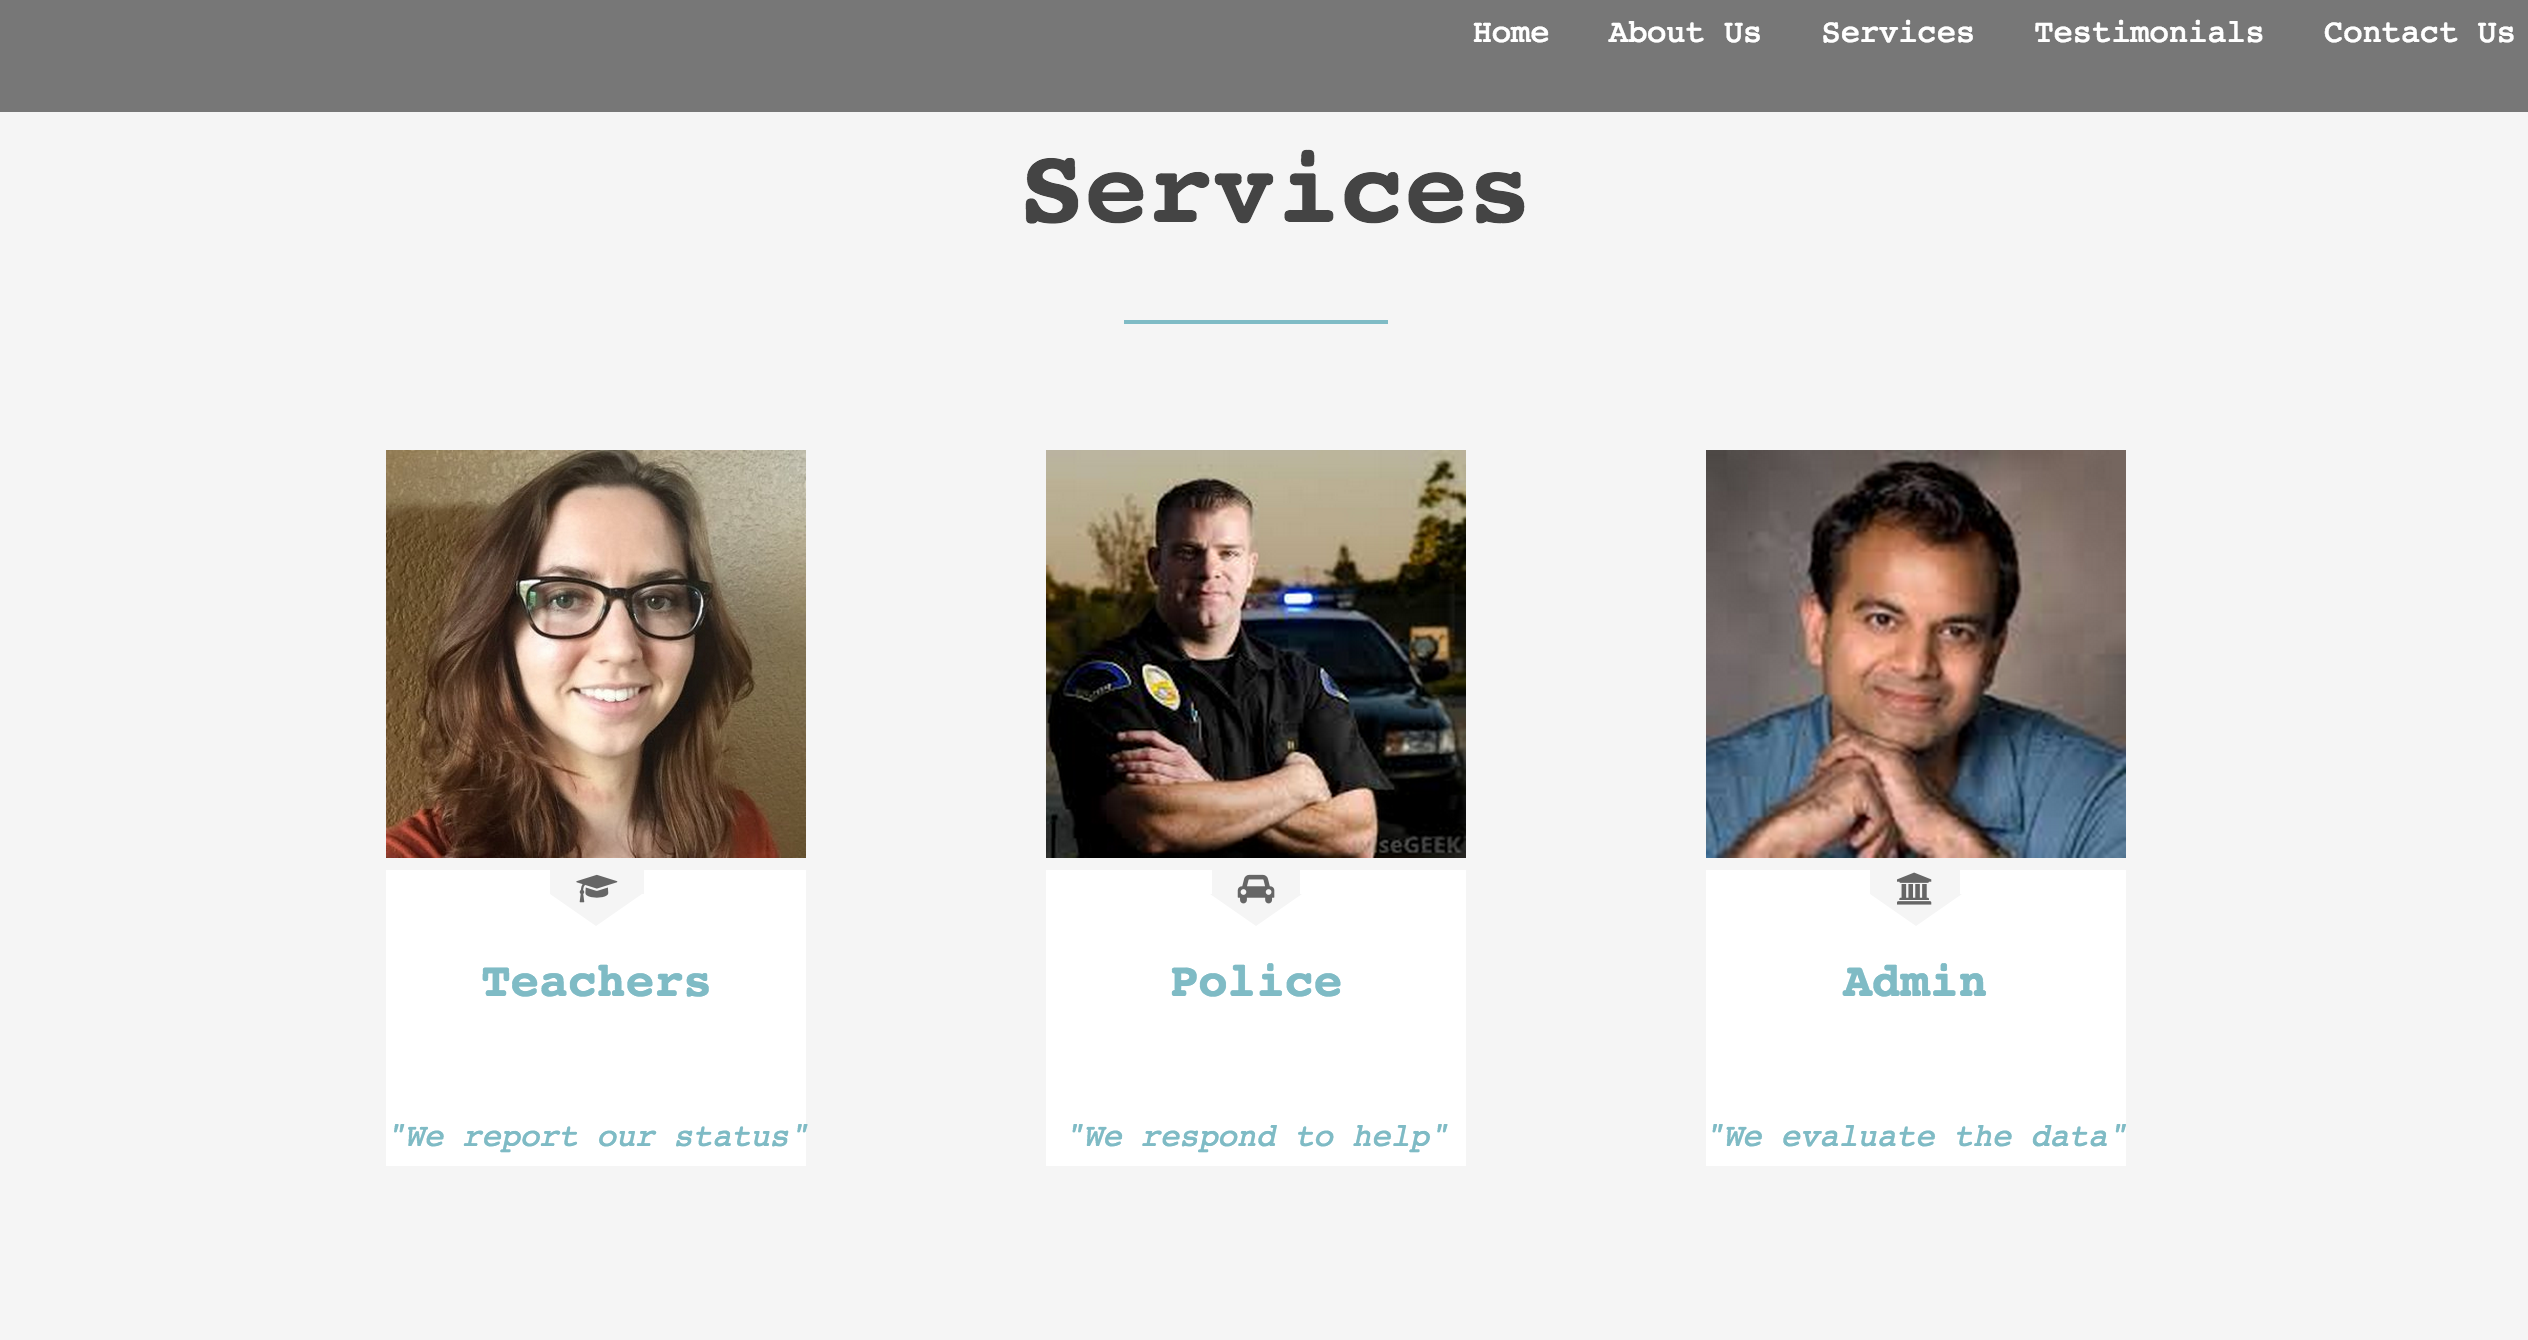 Home About Us Services Testimonials Contact Us
Services
seGEEK
Teachers Police Admin
"We report our status" "We respond to help" "We evaluate the data"